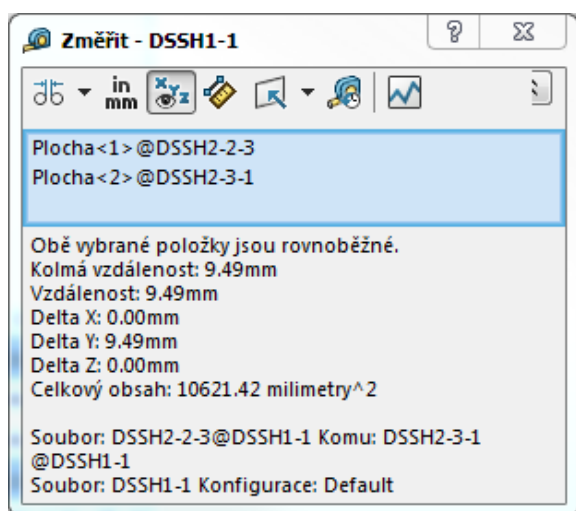 Změřit - DSSH1-1
in
mm
XYZ
Plocha<1>@DSSH2-2-3
Plocha<2>@DSSH2-3-1
Obě vybrané položky jsou rovnoběžné.
Kolmá vzdálenost: 9.49mm
Vzdálenost: 9.49mm
Delta X: 0.00mm
Delta Y: 9.49mm
Delta Z: 0.00mm
Celkový obsah: 10621.42 milimetry^2
Soubor: DSSH2-2-3@DSSH1-1 Komu: DSSH2-3-1
@DSSH1-1
Soubor: DSSH1-1 Konfigurace: Default